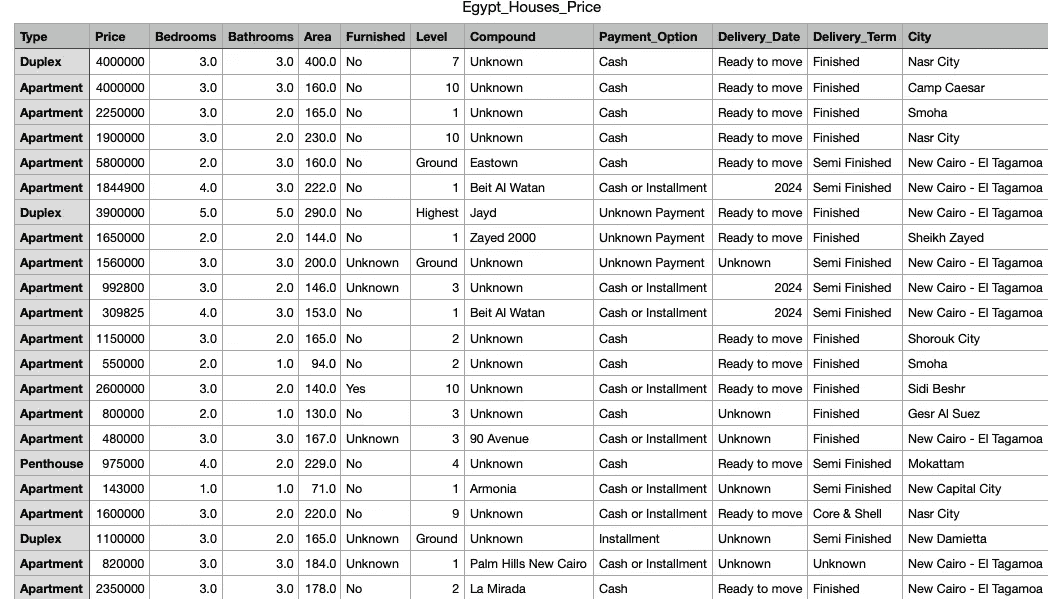 Egypt_Houses_Price
Type Price Bedrooms Bathrooms Area Furnished Level Compound Payment_Option Delivery_Date Delivery_Term City
Duplex 4000000 3.0 3.0 400.0 No 7 Unknown Cash Ready to move Finished Nasr City
Apartment 4000000 3.0 3.0 160.0 No 10 Unknown Cash Ready to move Finished Camp Caesar
Apartment 2250000 3.0 2.0 165.0 No 1 Unknown Cash Ready to move Finished Smoha
Apartment 1900000 3.0 2.0 230.0 No 10 Unknown Cash Ready to move Finished Nasr City
Apartment 5800000 2.0 3.0 160.0 No Ground Eastown Cash Ready to move Semi Finished New Cairo - El Tagamoa
Apartment 1844900 4.0 3.0 222.0 No 1 Beit Al Watan Cash or Installment 2024 Semi Finished New Cairo - El Tagamoa
Duplex 3900000 5.0 5.0 290.0 No Highest Jayd Unknown Payment Ready to move Finished New Cairo - El Tagamoa
Apartment 1650000 2.0 2.0 144.0 No 1 Zayed 2000 Unknown Payment Ready to move Finished Sheikh Zayed
Apartment 1560000 3.0 3.0 200.0 Unknown Ground Unknown Unknown Payment Unknown Semi Finished New Cairo - El Tagamoa
Apartment 992800 3.0 2.0 146.0 Unknown 3 Unknown Cash or Installment 2024 Semi Finished New Cairo - El Tagamoa
Apartment 309825 4.0 3.0 153.0 No 1 Beit Al Watan Cash or Installment 2024 Semi Finished New Cairo - El Tagamoa
Apartment 1150000 3.0 2.0 165.0 No 2 Unknown Cash Ready to move Finished Shorouk City
Apartment 550000 2.0 1.0 94.0 No 2 Unknown Cash Ready to move Finished Smoha
Apartment 2600000 3.0 2.0 140.0 Yes 10 Unknown Cash or Installment Ready to move Finished Sidi Beshr
Apartment 800000 2.0 1.0 130.0 No 3 Unknown Cash Unknown Finished Gesr Al Suez
Apartment 480000 3.0 3.0 167.0 Unknown 3 90 Avenue Cash or Installment Unknown Finished New Cairo - El Tagamoa
Penthouse 975000 4.0 2.0 229.0 No 4 Unknown Cash Ready to move Semi Finished Mokattam
Apartment 143000 1.0 1.0 71.0 No 1 Armonia Cash or Installment Unknown Semi Finished New Capital City
Apartment 1600000 3.0 2.0 220.0 No 9 Unknown Cash or Installment Ready to move Core & Shell Nasr City
Duplex 1100000 3.0 2.0 165.0 Unknown Ground Unknown Installment Unknown Semi Finished New Damietta
Apartment 820000 3.0 3.0 184.0 Unknown 1 Palm Hills New Cairo Cash or Installment Unknown Unknown New Cairo - El Tagamoa
Apartment 2350000 3.0 3.0 178.0 No 2 La Mirada Cash Ready to move Finished New Cairo - El Tagamoa